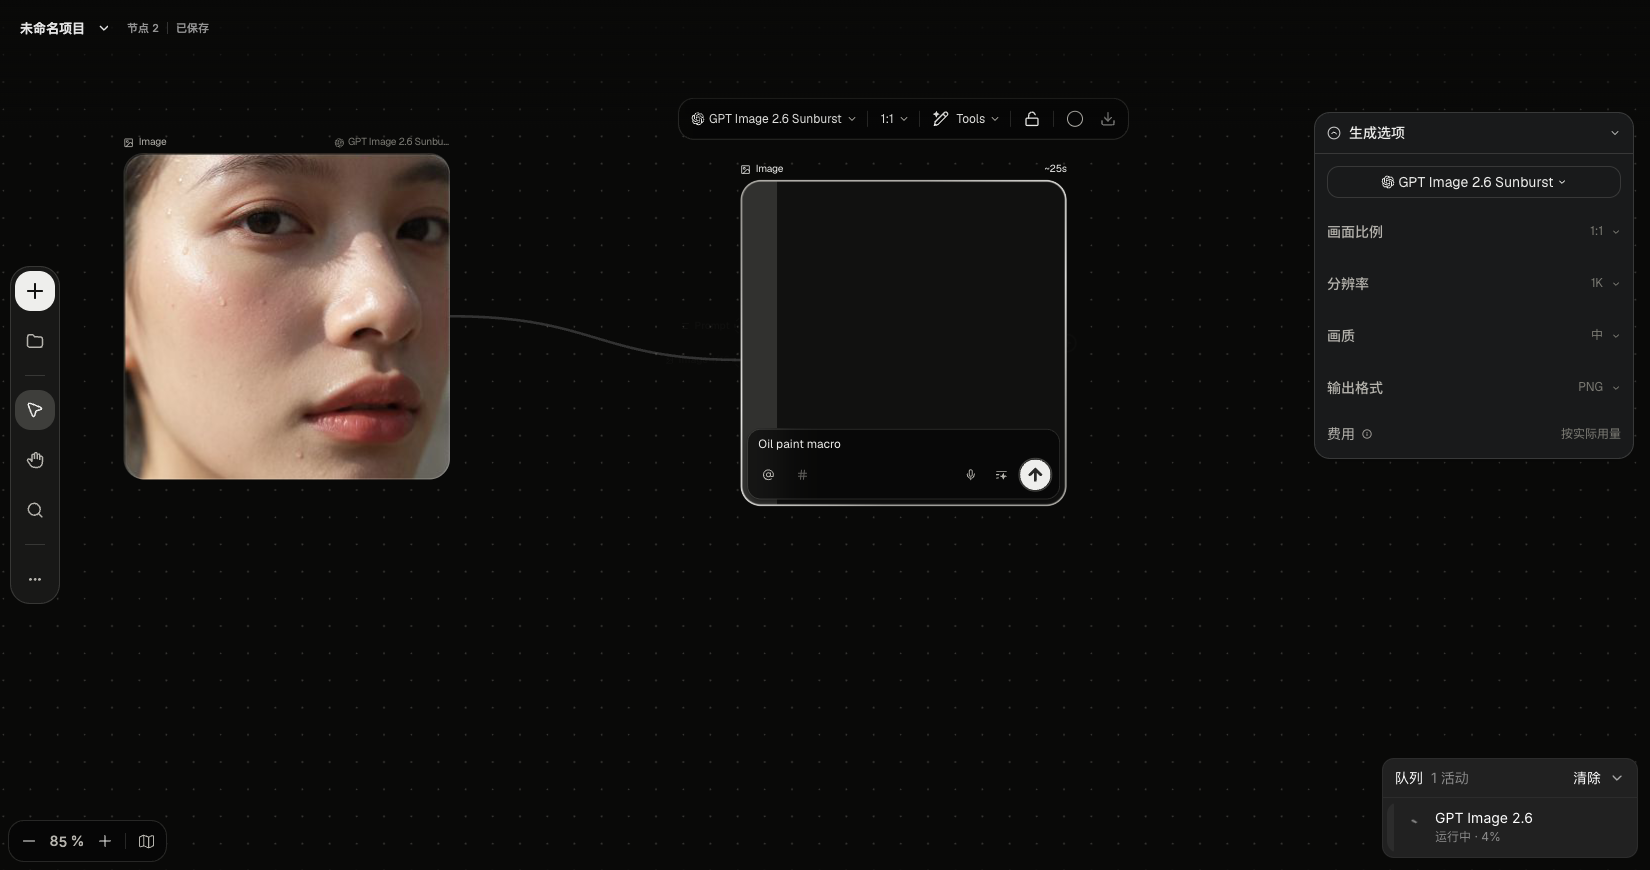 未命名项目
节点 2
已保存
GPT Image 2.6 Sunburst
1:1
Tools
Image
GPT Image 2.6 Sunbu...
Image
~25s
Oil paint macro
生成选项
GPT Image 2.6 Sunburst
画面比例
1:1
分辨率
1K
画质
中
输出格式
PNG
费用
按实际用量
85 %
队列 1 活动
清除
GPT Image 2.6
运行中 · 4%